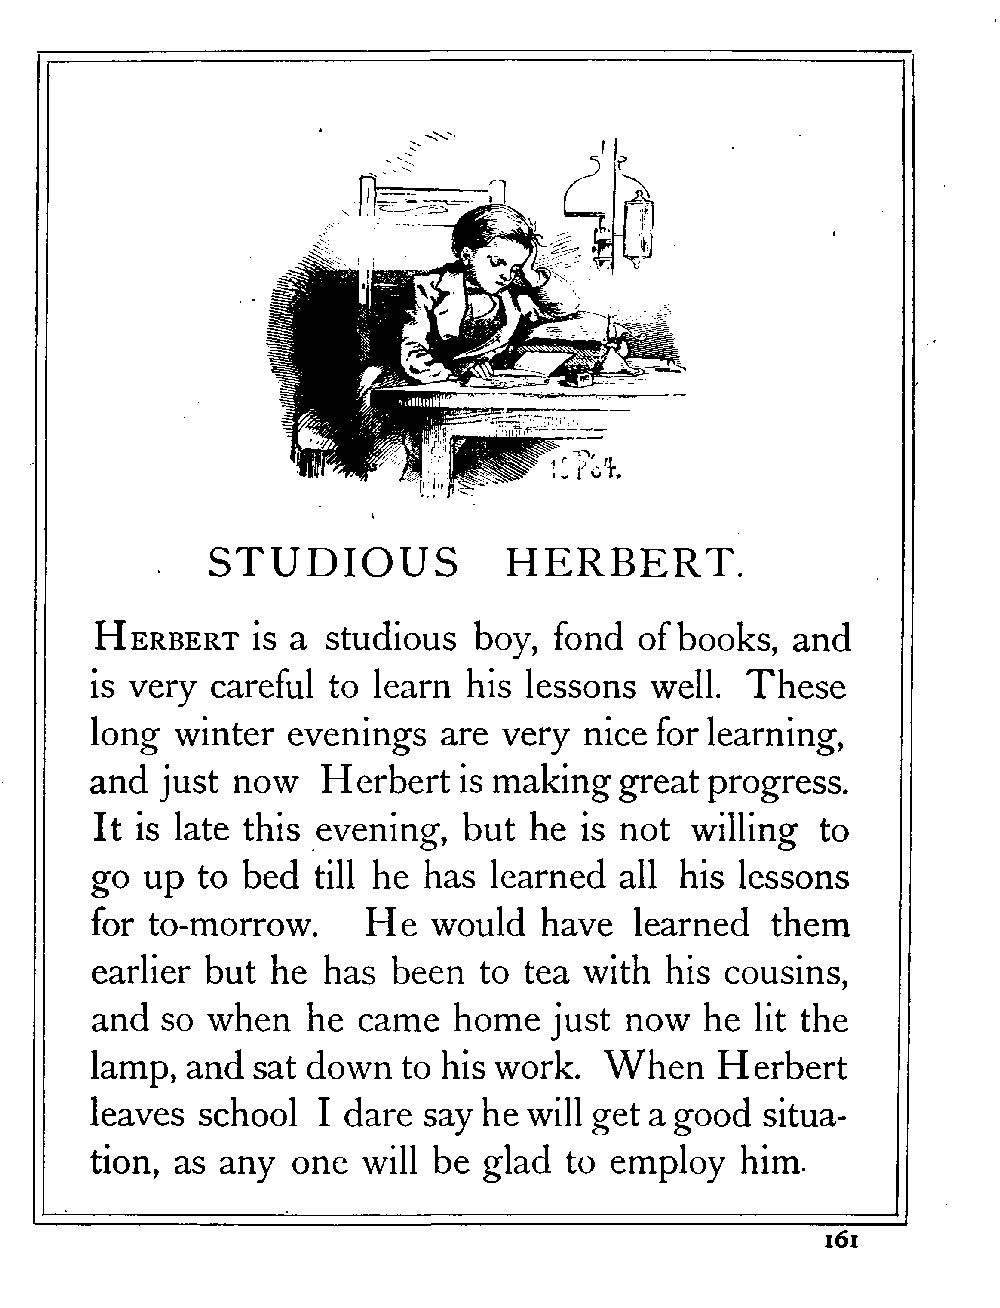 STUDIOUS HERBERT.
HERBERT is a studious boy, fond of books, and
is very careful to learn his lessons well. These
long winter evenings are very nice for learning,
and just now Herbert is making great progress.
It is late this evening, but he is not willing to
go up to bed till he has learned all his lessons
for to-morrow. He would have learned them
earlier but he has been to tea with his cousins,
and so when he came home just now he lit the
lamp, and sat down to his work. When Herbert
leaves school I dare say he will get a good situa-
tion, as any one will be glad to employ him.
161